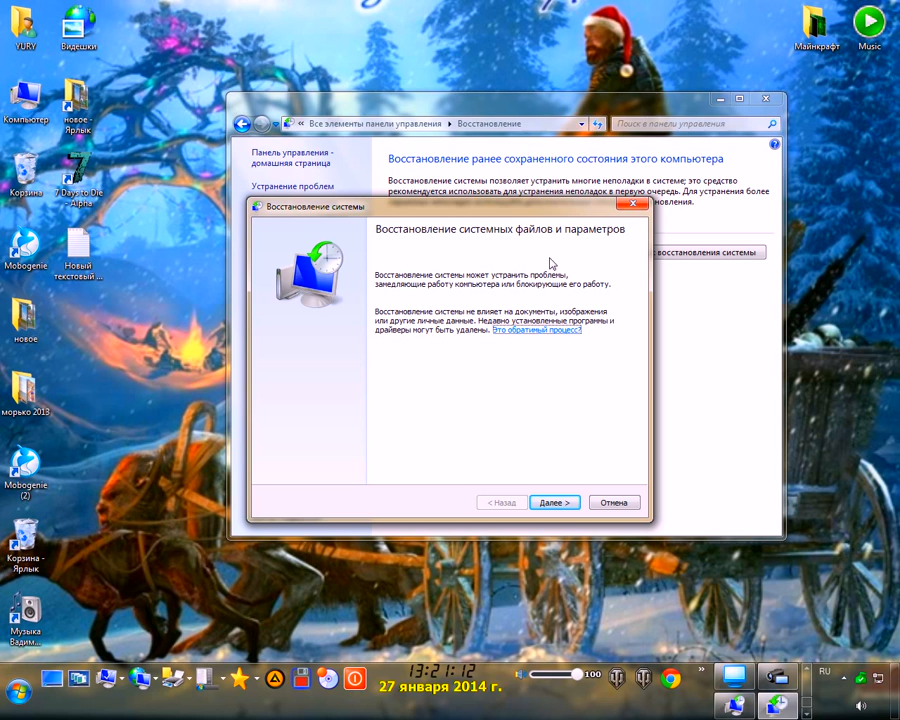 YURY
Видешки
Майнкрафт
Music
Компьютер
новое -
Ярлык
Корзина
7 Days to Die
- Alpha
Mobogenie
Новый
текстовый ...
новое
морько 2013
Mobogenie
(2)
Корзина -
Ярлык
Музыка
Вадим...
« Все элементы панели управления
Восстановление
Поиск в панели управления
Панель управления -
домашняя страница
Устранение проблем
Восстановление ранее сохраненного состояния этого компьютера
Восстановление системы позволяет устранить многие неполадки в системе; это средство
рекомендуется использовать для устранения неполадок в первую очередь. Для устранения более
новления.
восстановления системы
Восстановление системы
Восстановление системных файлов и параметров
Восстановление системы может устранить проблемы,
замедляющие работу компьютера или блокирующие его работу.
Восстановление системы не влияет на документы, изображения
или другие личные данные. Недавно установленные программы и
драйверы могут быть удалены. Это обратимый процесс?
< Назад
Далее >
Отмена
13:21:12
27 января 2014 г.
100
»
RU